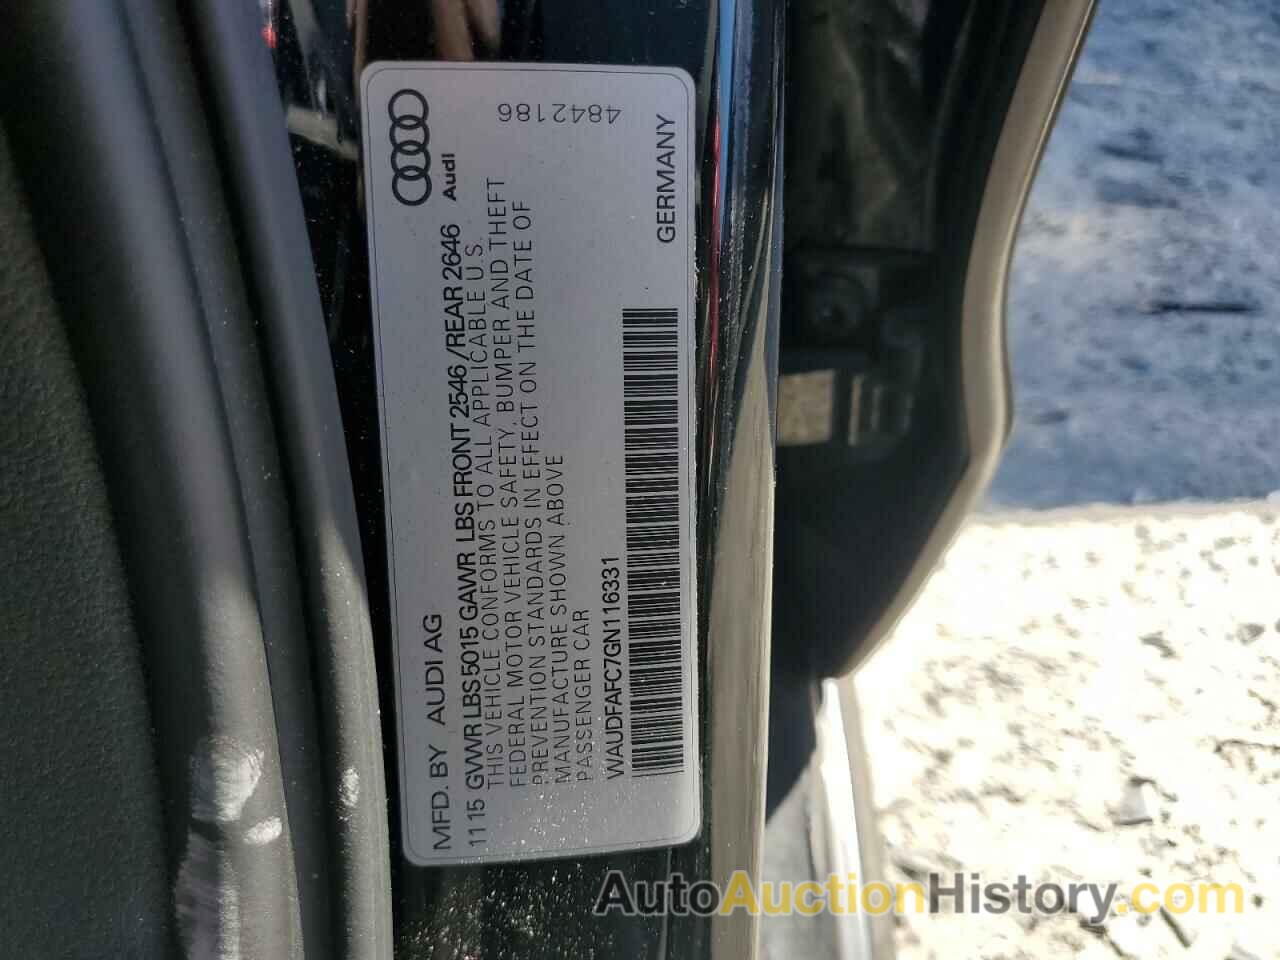 MFD. BY AUDI AG
1115 GVWR LBS 5015 GAWR LBS FRONT 2546 /REAR 2646
Audi
THIS VEHICLE CONFORMS TO ALL APPLICABLE U.S.
FEDERAL MOTOR VEHICLE SAFETY, BUMPER AND THEFT
PREVENTION STANDARDS IN EFFECT ON THE DATE OF
MANUFACTURE SHOWN ABOVE
PASSENGER CAR
4842186
WAUDFAFC7GN116331
GERMANY
AutoAuctionHistory.com